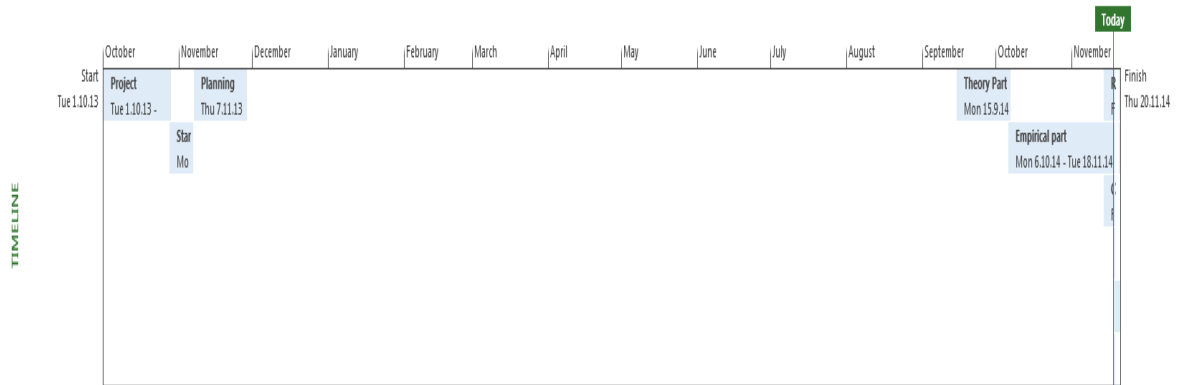 Today
October November December January February March April May June July August September October November
Start
Tue 1.10.13
Finish
Thu 20.11.14
Project
Tue 1.10.13 -
Planning
Thu 7.11.13
Theory Part
Mon 15.9.14
R
F
Star
Mo
Empirical part
Mon 6.10.14 - Tue 18.11.14
TIMELINE